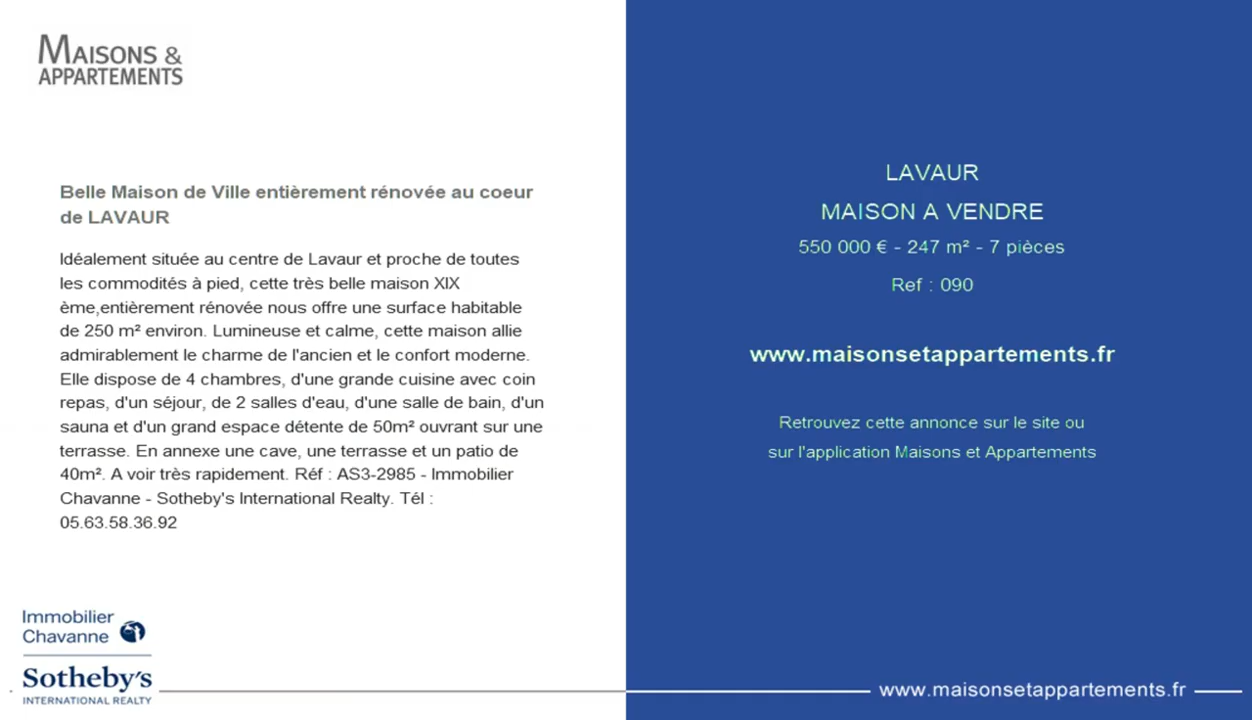 MAISONS &
APPARTEMENTS
Belle Maison de Ville entièrement rénovée au coeur
de LAVAUR
Idéalement située au centre de Lavaur et proche de toutes
les commodités à pied, cette très belle maison XIX
ème,entièrement rénovée nous offre une surface habitable
de 250 m² environ. Lumineuse et calme, cette maison allie
admirablement le charme de l'ancien et le confort moderne.
Elle dispose de 4 chambres, d'une grande cuisine avec coin
repas, d'un séjour, de 2 salles d'eau, d'une salle de bain, d'un
sauna et d'un grand espace détente de 50m² ouvrant sur une
terrasse. En annexe une cave, une terrasse et un patio de
40m². A voir très rapidement. Réf : AS3-2985 - Immobilier
Chavanne - Sotheby's International Realty. Tél :
05.63.58.36.92
Immobilier
Chavanne
Sotheby's
INTERNATIONAL REALTY
LAVAUR
MAISON A VENDRE
550 000 € - 247 m² - 7 pièces
Ref : 090
www.maisonsetappartements.fr
Retrouvez cette annonce sur le site ou
sur l'application Maisons et Appartements
www.maisonsetappartements.fr